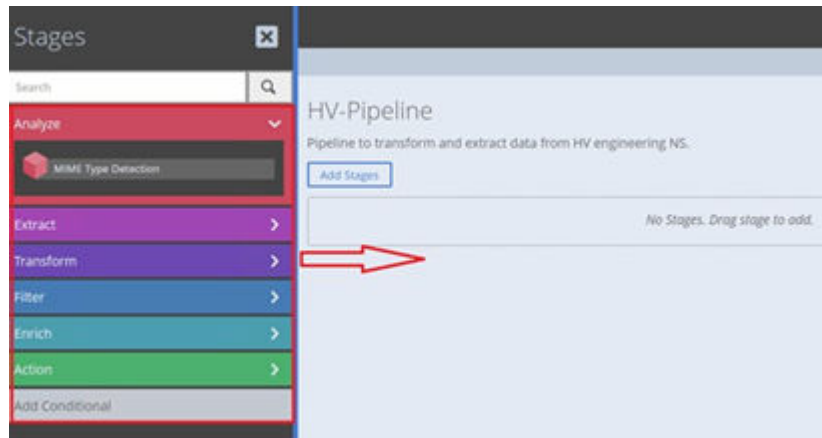 Stages
Search
Analyze
MIME Type Detection
Extract
Transform
Filter
Enrich
Action
Add Conditional
HV-Pipeline
Pipeline to transform and extract data from HV engineering NS.
Add Stages
No Stages. Drag stage to add.